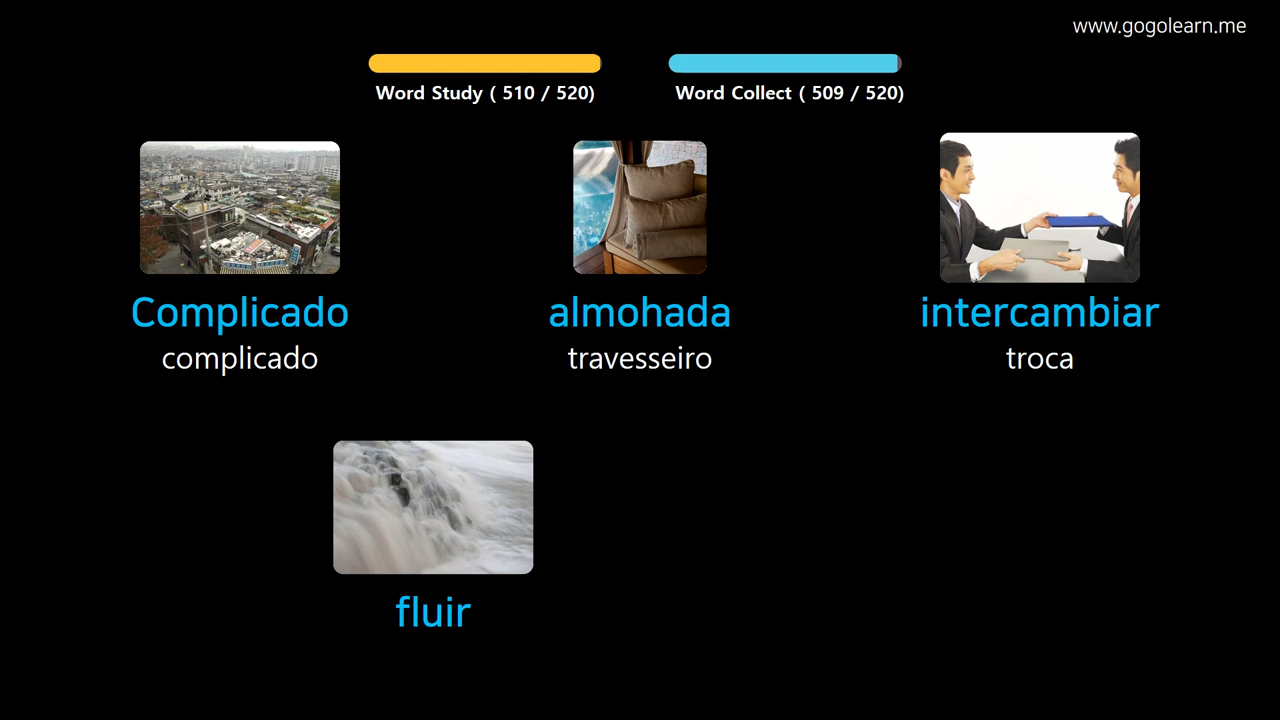 www.gogolearn.me
Word Study ( 510 / 520)
Word Collect ( 509 / 520)
Complicado
complicado
almohada
travesseiro
intercambiar
troca
fluir